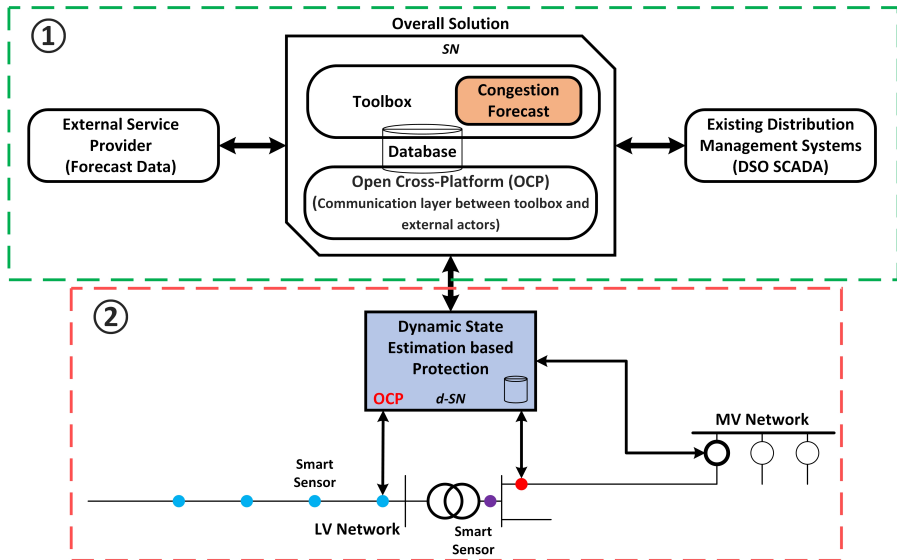 ①
Overall Solution
SN
Toolbox
Congestion
Forecast
Database
Open Cross-Platform (OCP)
(Communication layer between toolbox and
external actors)
External Service
Provider
(Forecast Data)
Existing Distribution
Management Systems
(DSO SCADA)
②
Dynamic State
Estimation based
Protection
OCP
d-SN
MV Network
Smart
Sensor
LV Network
Smart
Sensor